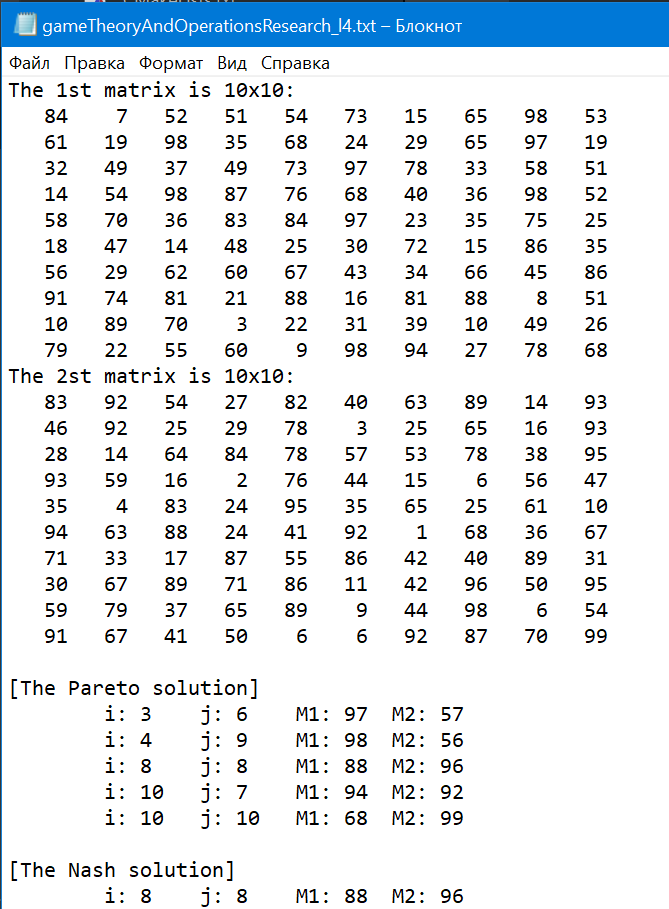 gameTheoryAndOperationsResearch_l4.txt – Блокнот
Файл Правка Формат Вид Справка
The 1st matrix is 10x10:
84 7 52 51 54 73 15 65 98 53
61 19 98 35 68 24 29 65 97 19
32 49 37 49 73 97 78 33 58 51
14 54 98 87 76 68 40 36 98 52
58 70 36 83 84 97 23 35 75 25
18 47 14 48 25 30 72 15 86 35
56 29 62 60 67 43 34 66 45 86
91 74 81 21 88 16 81 88 8 51
10 89 70 3 22 31 39 10 49 26
79 22 55 60 9 98 94 27 78 68
The 2st matrix is 10x10:
83 92 54 27 82 40 63 89 14 93
46 92 25 29 78 3 25 65 16 93
28 14 64 84 78 57 53 78 38 95
93 59 16 2 76 44 15 6 56 47
35 4 83 24 95 35 65 25 61 10
94 63 88 24 41 92 1 68 36 67
71 33 17 87 55 86 42 40 89 31
30 67 89 71 86 11 42 96 50 95
59 79 37 65 89 9 44 98 6 54
91 67 41 50 6 6 92 87 70 99
[The Pareto solution]
i: 3 j: 6 M1: 97 M2: 57
i: 4 j: 9 M1: 98 M2: 56
i: 8 j: 8 M1: 88 M2: 96
i: 10 j: 7 M1: 94 M2: 92
i: 10 j: 10 M1: 68 M2: 99
[The Nash solution]
i: 8 j: 8 M1: 88 M2: 96